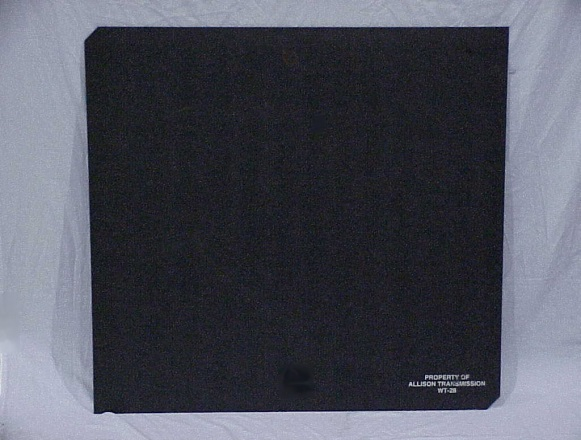 PROPERTY OF
ALLISON TRANSMISSION
WT-28